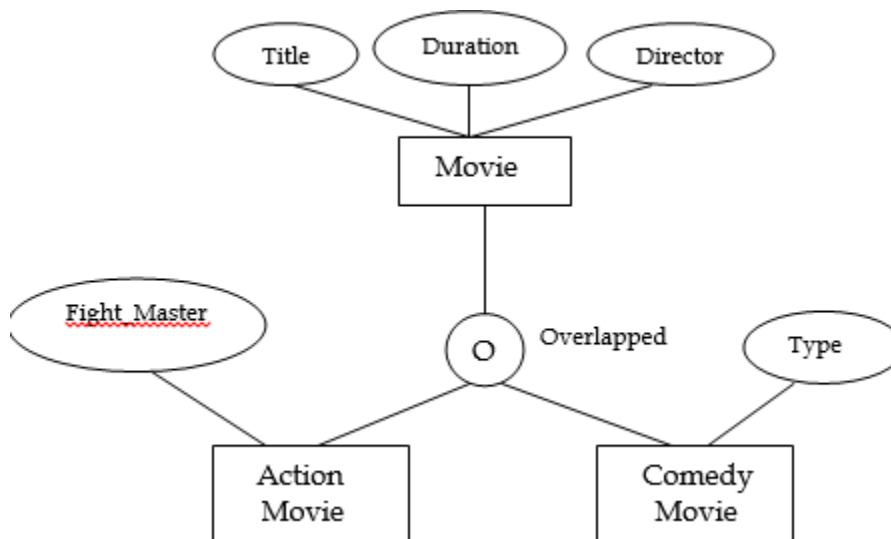 Title
Duration
Director
Movie
Fight_Master
O
Overlapped
Type
Action
Movie
Comedy
Movie